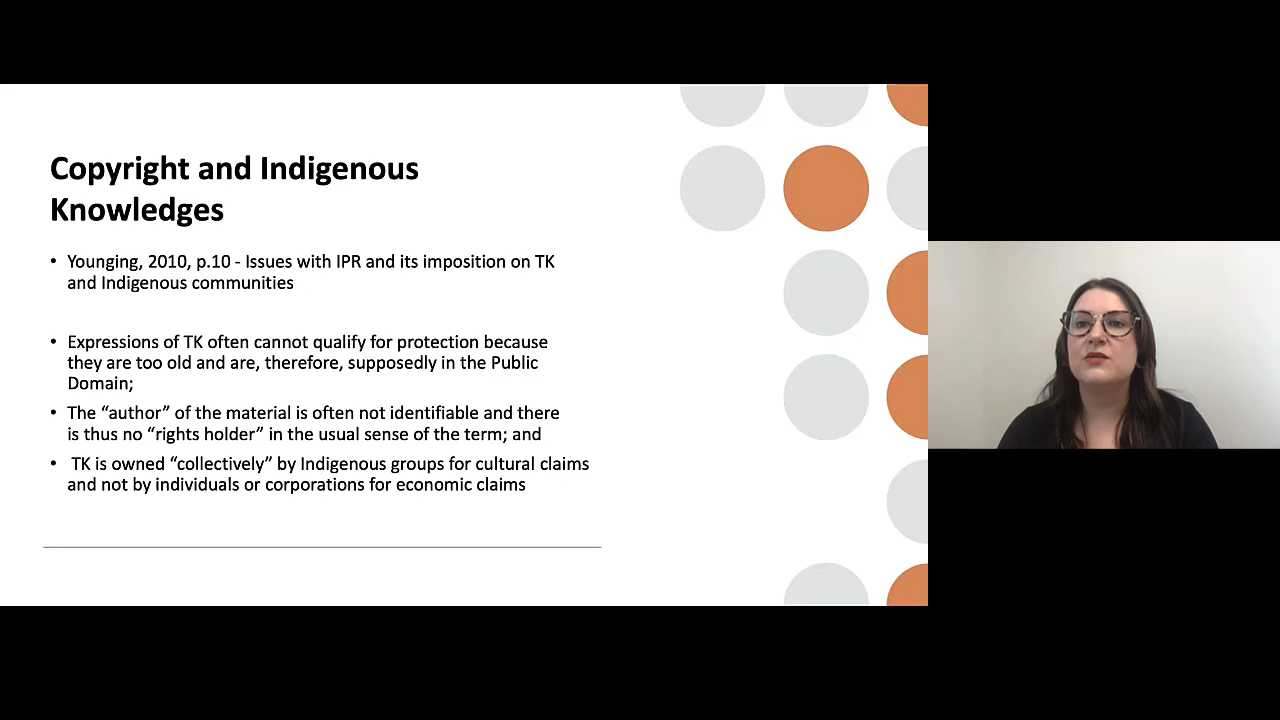 Copyright and Indigenous
Knowledges
• Younging, 2010, p.10 - Issues with IPR and its imposition on TK
and Indigenous communities
• Expressions of TK often cannot qualify for protection because
they are too old and are, therefore, supposedly in the Public
Domain;
• The “author” of the material is often not identifiable and there
is thus no “rights holder” in the usual sense of the term; and
• TK is owned “collectively” by Indigenous groups for cultural claims
and not by individuals or corporations for economic claims